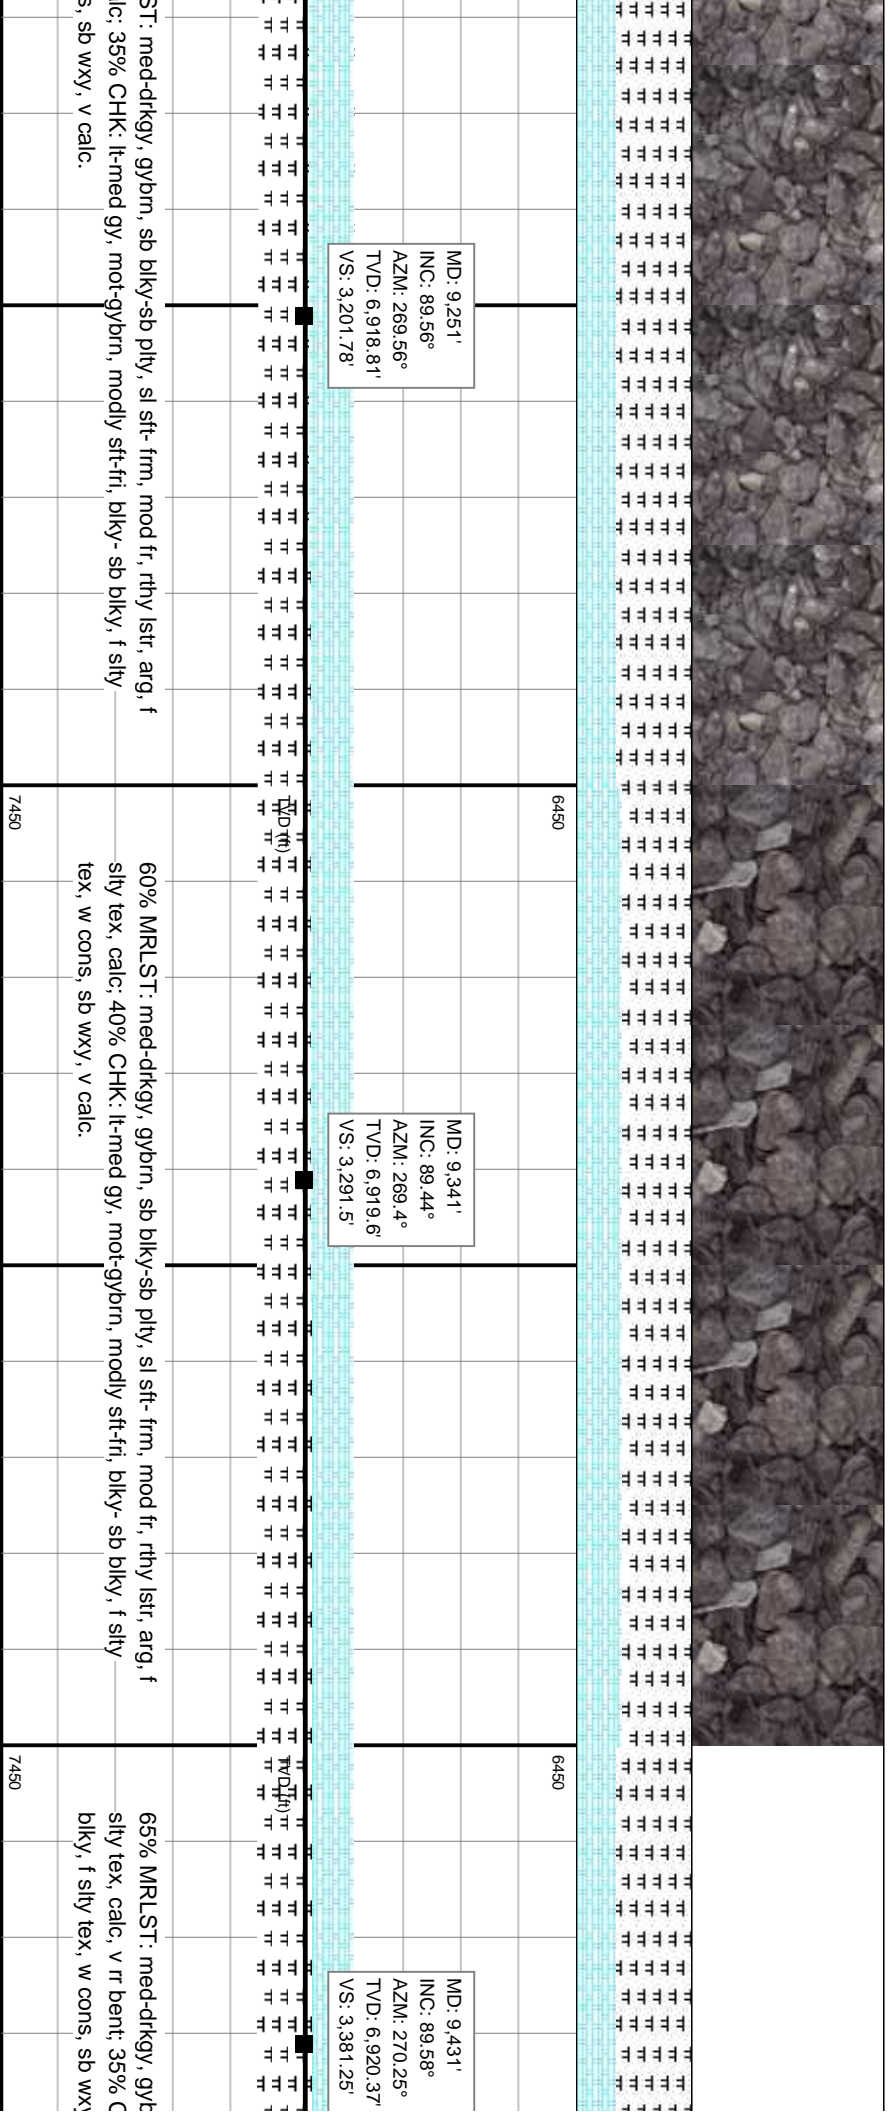 ST: med-drkgy, gybrn, sb blky-sb plty, sl sft- frm, mod fr, rthy lstr, arg, f
lc; 35% CHK: lt-med gy, mot-gybrn, modly sft-fri, blky- sb blky, f slty
s, sb wxy, v calc.
MD: 9,251'
INC: 89.56°
AZM: 269.56°
TVD: 6,918.81'
VS: 3,201.78'
6450
TVD (ft)
7450
60% MRLST: med-drkgy, gybrn, sb blky-sb plty, sl sft- frm, mod fr, rthy lstr, arg, f
slty tex, calc; 40% CHK: lt-med gy, mot-gybrn, modly sft-fri, blky- sb blky, f slty
tex, w cons, sb wxy, v calc.
MD: 9,341'
INC: 89.44°
AZM: 269.4°
TVD: 6,919.6'
VS: 3,291.5'
6450
TVD (ft)
7450
65% MRLST: med-drkgy, gyb
slty tex, calc, v rr bent; 35% C
blky, f slty tex, w cons, sb wxy
MD: 9,431'
INC: 89.58°
AZM: 270.25°
TVD: 6,920.37'
VS: 3,381.25'